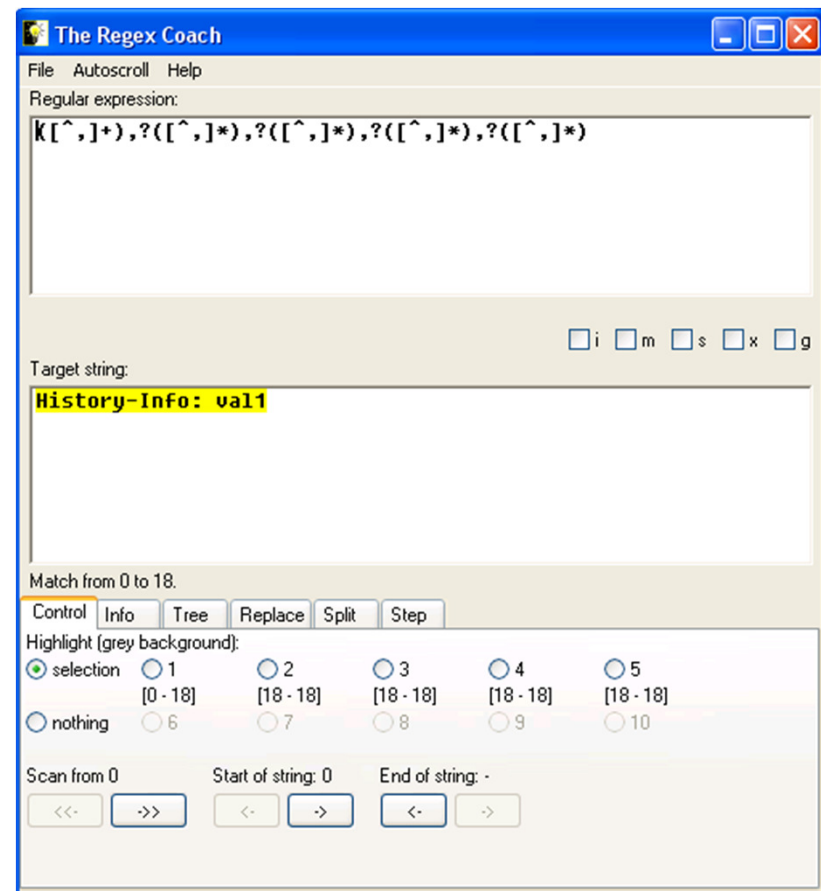 The Regex Coach
File Autoscroll Help
Regular expression:
([^,]+),?([^,]*),?([^,]*),?([^,]*),?([^,]*)
i m s x g
Target string:
History-Info: val1
Match from 0 to 18.
Control Info Tree Replace Split Step
Highlight (grey background):
selection 1 2 3 4 5
[0 - 18] [18 - 18] [18 - 18] [18 - 18] [18 - 18]
nothing 6 7 8 9 10
Scan from 0 Start of string: 0 End of string: -
<<- ->> <- -> <- ->